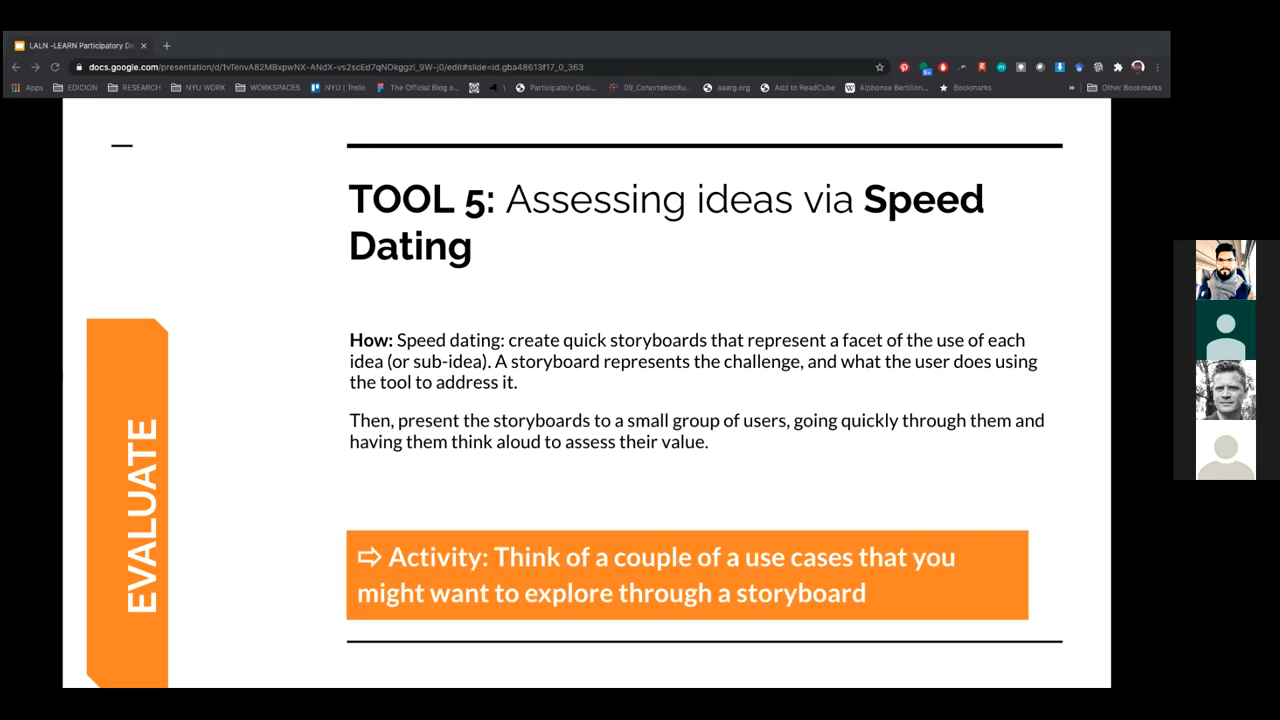 LALN -LEARN Participatory De
docs.google.com/presentation/d/1vTenvA82MBxpwNX-ANdX-vs2scEd7qNOkggzl_9W-j0/edit#slide=id.gba48613f17_0_363
Apps EDICION RESEARCH NYU WORK WORKSPACES NYU | Trello The Official Blog o... Participatory Desi... 09_CohorteInstitu... aaarg.org Add to ReadCube Alphonse Bertillon... Bookmarks » Other Bookmarks
TOOL 5: Assessing ideas via Speed
Dating
How: Speed dating: create quick storyboards that represent a facet of the use of each
idea (or sub-idea). A storyboard represents the challenge, and what the user does using
the tool to address it.
Then, present the storyboards to a small group of users, going quickly through them and
having them think aloud to assess their value.
EVALUATE
⇨ Activity: Think of a couple of a use cases that you
might want to explore through a storyboard